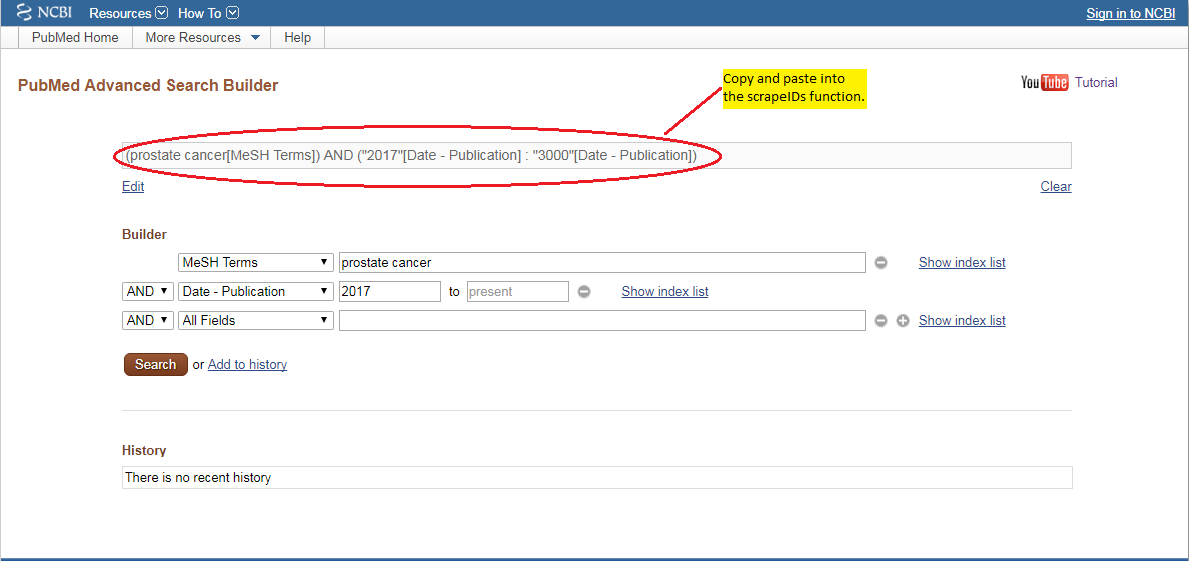 NCBI Resources How To Sign in to NCBI
PubMed Home More Resources Help
PubMed Advanced Search Builder
Copy and paste into
the scrapeIDs function.
YouTube Tutorial
(prostate cancer[MeSH Terms]) AND ("2017"[Date - Publication] : "3000"[Date - Publication])
Edit Clear
Builder
MeSH Terms prostate cancer Show index list
AND Date - Publication 2017 to present Show index list
AND All Fields Show index list
Search or Add to history
History
There is no recent history